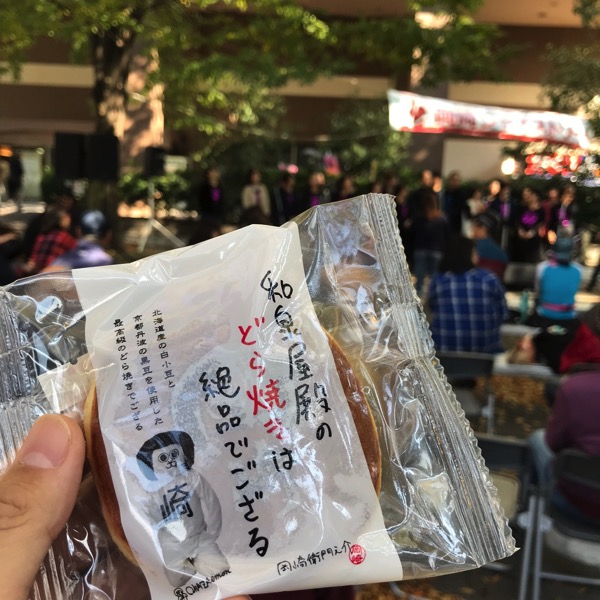 和泉屋殿の
どら焼きは
絶品でござる
北海道産の白小豆と
京都丹波の黒豆を使用した
最高級のどら焼きでござる
崎
岡崎衛門之介